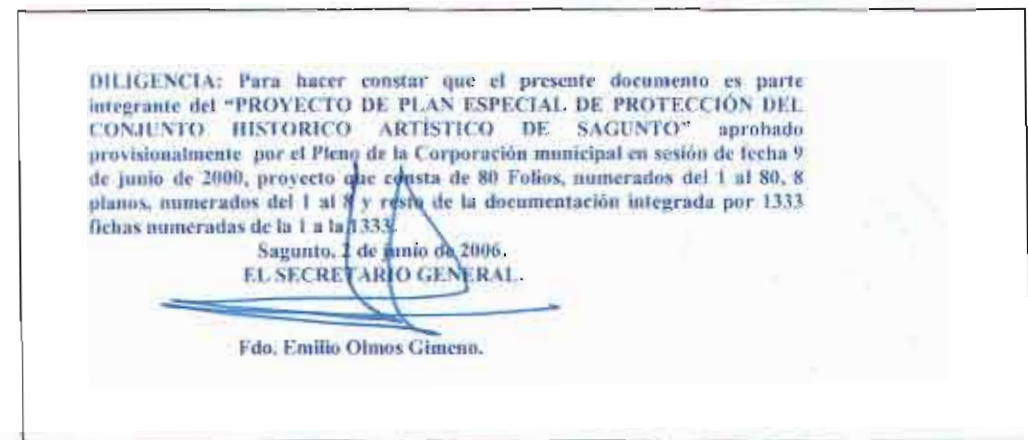 DILIGENCIA: Para hacer constar que el presente documento es parte
integrante del “PROYECTO DE PLAN ESPECIAL DE PROTECCIÓN DEL
CONJUNTO HISTORICO ARTÍSTICO DE SAGUNTO” aprobado
provisionalmente por el Pleno de la Corporación municipal en sesión de fecha 9
de junio de 2000, proyecto que consta de 80 Folios, numerados del 1 al 80, 8
planos, numerados del 1 al 8 y resto de la documentación integrada por 1333
fichas numeradas de la 1 a la 1333.
Sagunto, 2 de junio de 2006.
EL SECRETARIO GENERAL.
Fdo. Emilio Olmos Gimeno.